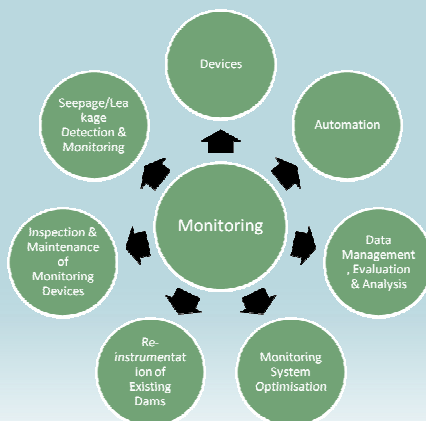 Devices
Automation
Data
Management
, Evaluation
& Analysis
Monitoring
System
Optimisation
Re-
instrumentat
ion of
Existing
Dams
Inspection &
Maintenance
of
Monitoring
Devices
Seepage/Lea
kage
Detection &
Monitoring
Monitoring